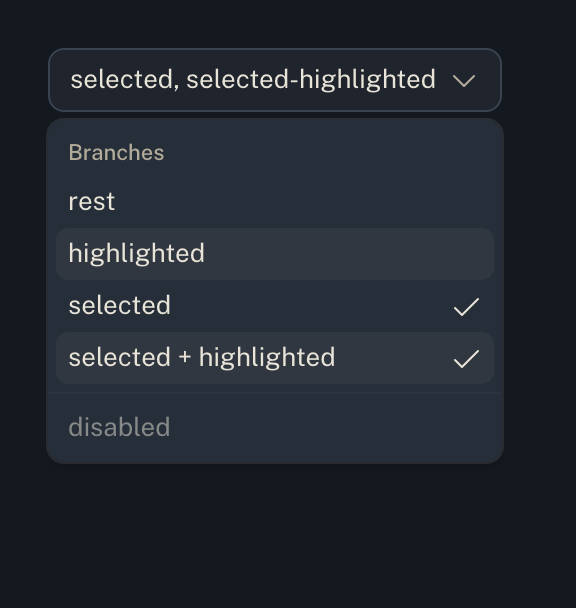 selected, selected-highlighted
Branches
rest
highlighted
selected
selected + highlighted
disabled